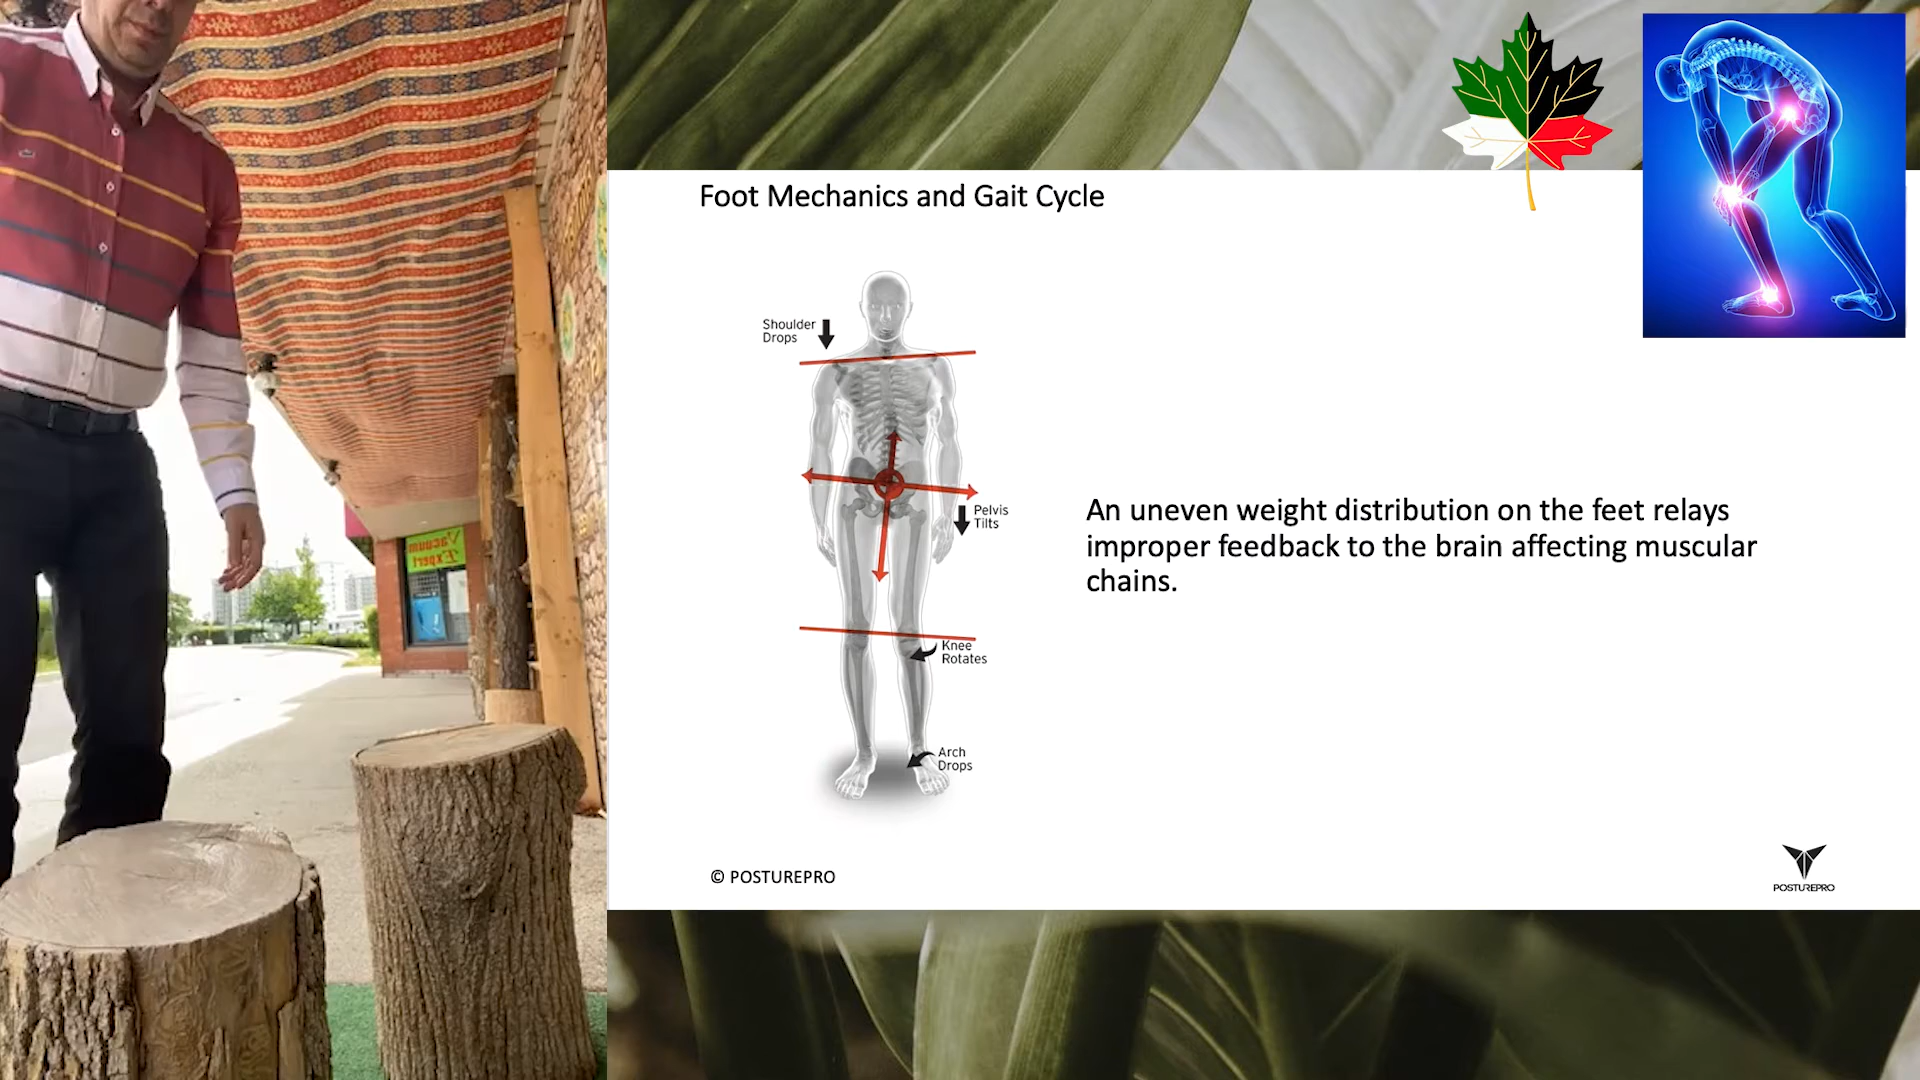 Foot Mechanics and Gait Cycle
Shoulder
Drops
Pelvis
Tilts
An uneven weight distribution on the feet relays
improper feedback to the brain affecting muscular
chains.
Knee
Rotates
Arch
Drops
© POSTUREPRO
POSTUREPRO
Vacuum
Expert